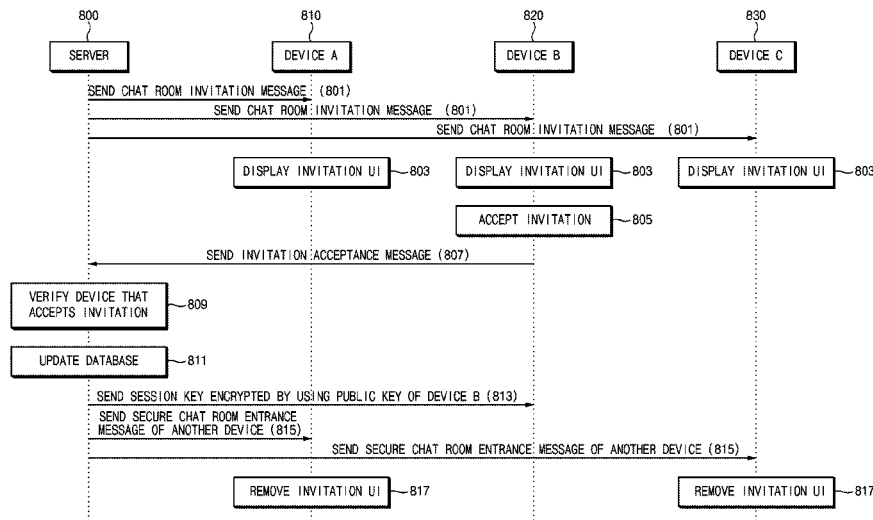 800
810
820
830
SERVER
DEVICE A
DEVICE B
DEVICE C
SEND CHAT ROOM INVITATION MESSAGE (801)
SEND CHAT ROOM INVITATION MESSAGE (801)
SEND CHAT ROOM INVITATION MESSAGE (801)
DISPLAY INVITATION UI
803
DISPLAY INVITATION UI
803
DISPLAY INVITATION UI
803
ACCEPT INVITATION
805
SEND INVITATION ACCEPTANCE MESSAGE (807)
VERIFY DEVICE THAT
ACCEPTS INVITATION
809
UPDATE DATABASE
811
SEND SESSION KEY ENCRYPTED BY USING PUBLIC KEY OF DEVICE B (813)
SEND SECURE CHAT ROOM ENTRANCE
MESSAGE OF ANOTHER DEVICE (815)
SEND SECURE CHAT ROOM ENTRANCE MESSAGE OF ANOTHER DEVICE (815)
REMOVE INVITATION UI
817
REMOVE INVITATION UI
817